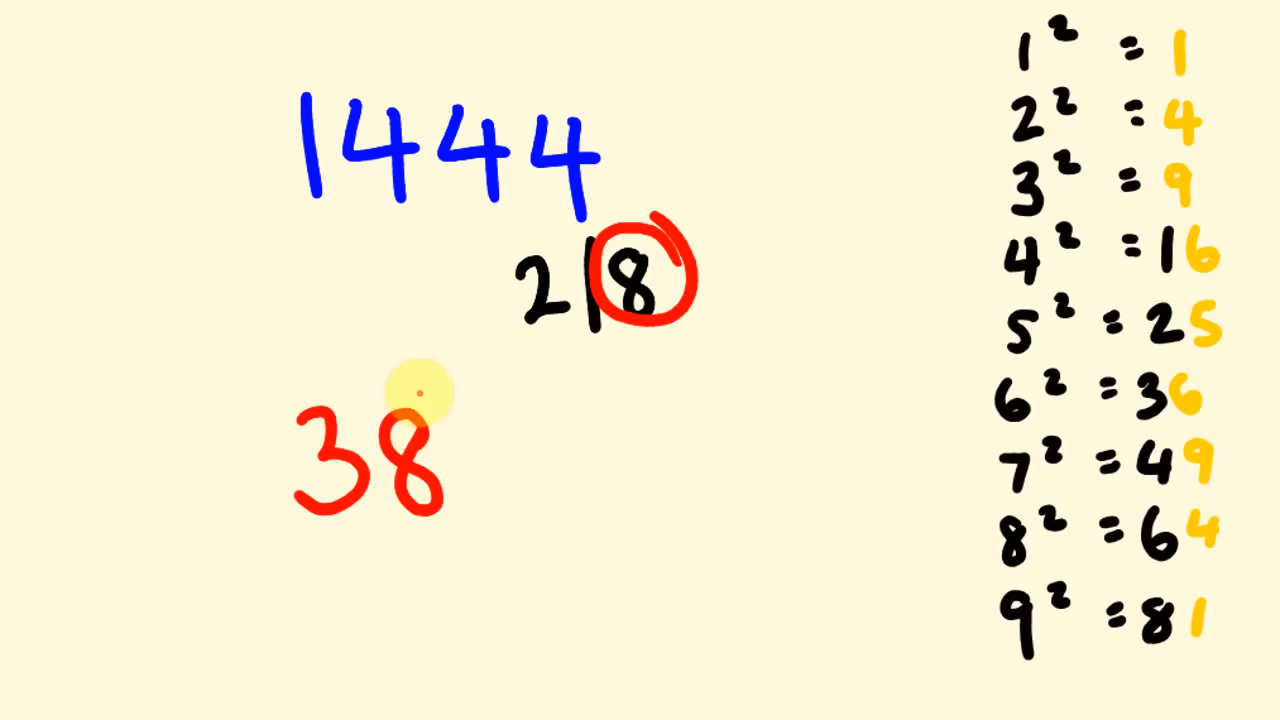 1444
2|8
38
1² = 1
2² = 4
3² = 9
4² = 16
5² = 25
6² = 36
7² = 49
8² = 64
9² = 81